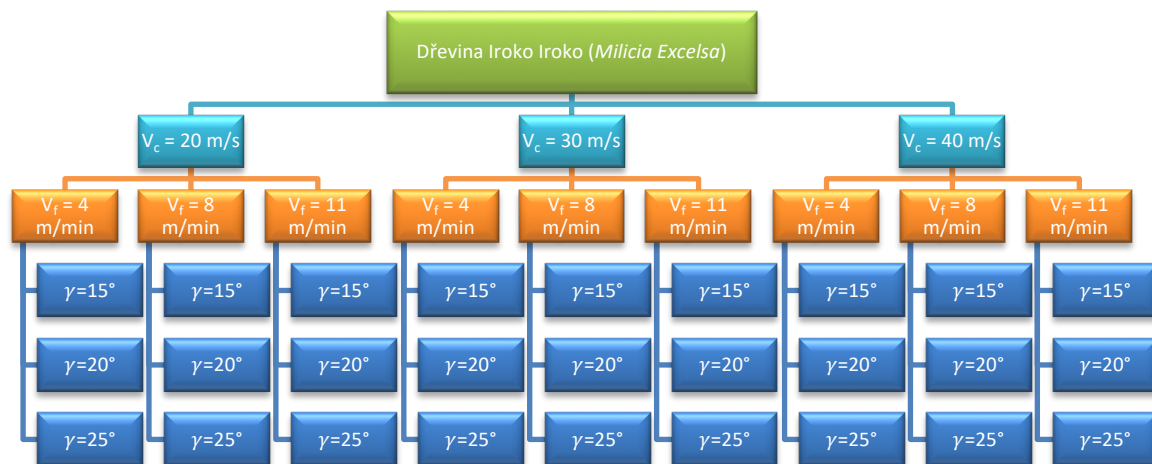 Dřevina Iroko Iroko (Milicia Excelsa)
Vc = 20 m/s
Vc = 30 m/s
Vc = 40 m/s
Vf = 4
m/min
Vf = 8
m/min
Vf = 11
m/min
Vf = 4
m/min
Vf = 8
m/min
Vf = 11
m/min
Vf = 4
m/min
Vf = 8
m/min
Vf = 11
m/min
γ=15°
γ=15°
γ=15°
γ=15°
γ=15°
γ=15°
γ=15°
γ=15°
γ=15°
γ=20°
γ=20°
γ=20°
γ=20°
γ=20°
γ=20°
γ=20°
γ=20°
γ=20°
γ=25°
γ=25°
γ=25°
γ=25°
γ=25°
γ=25°
γ=25°
γ=25°
γ=25°